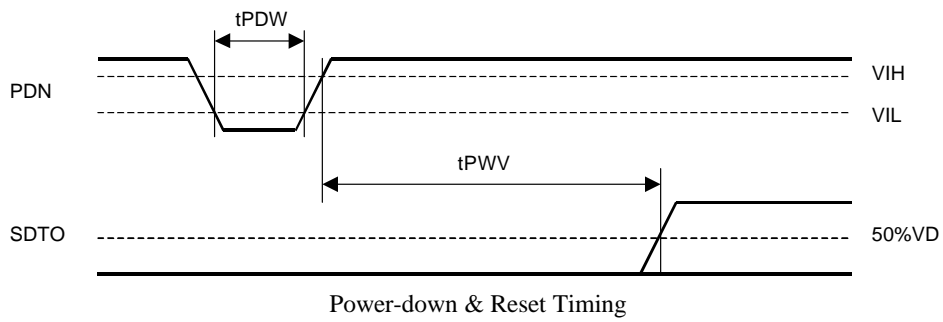 tPDW
PDN
VIH
VIL
tPWV
SDTO
50%VD
Power-down & Reset Timing